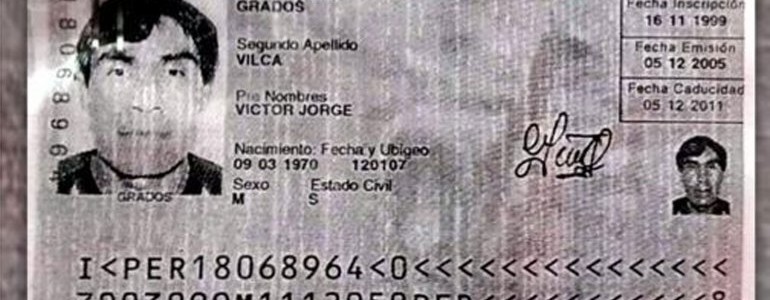 GRADOS
Segundo Apellido
VILCA
Pre Nombres
VICTOR JORGE
Nacimiento: Fecha y Ubigeo
09 03 1970 120107
Sexo Estado Civil
M S
Fecha Inscripción
16 11 1999
Fecha Emisión
05 12 2005
Fecha Caducidad
05 12 2011
18068964
GRADOS
I<PER18068964<0<<<<<<<<<<<<<<<